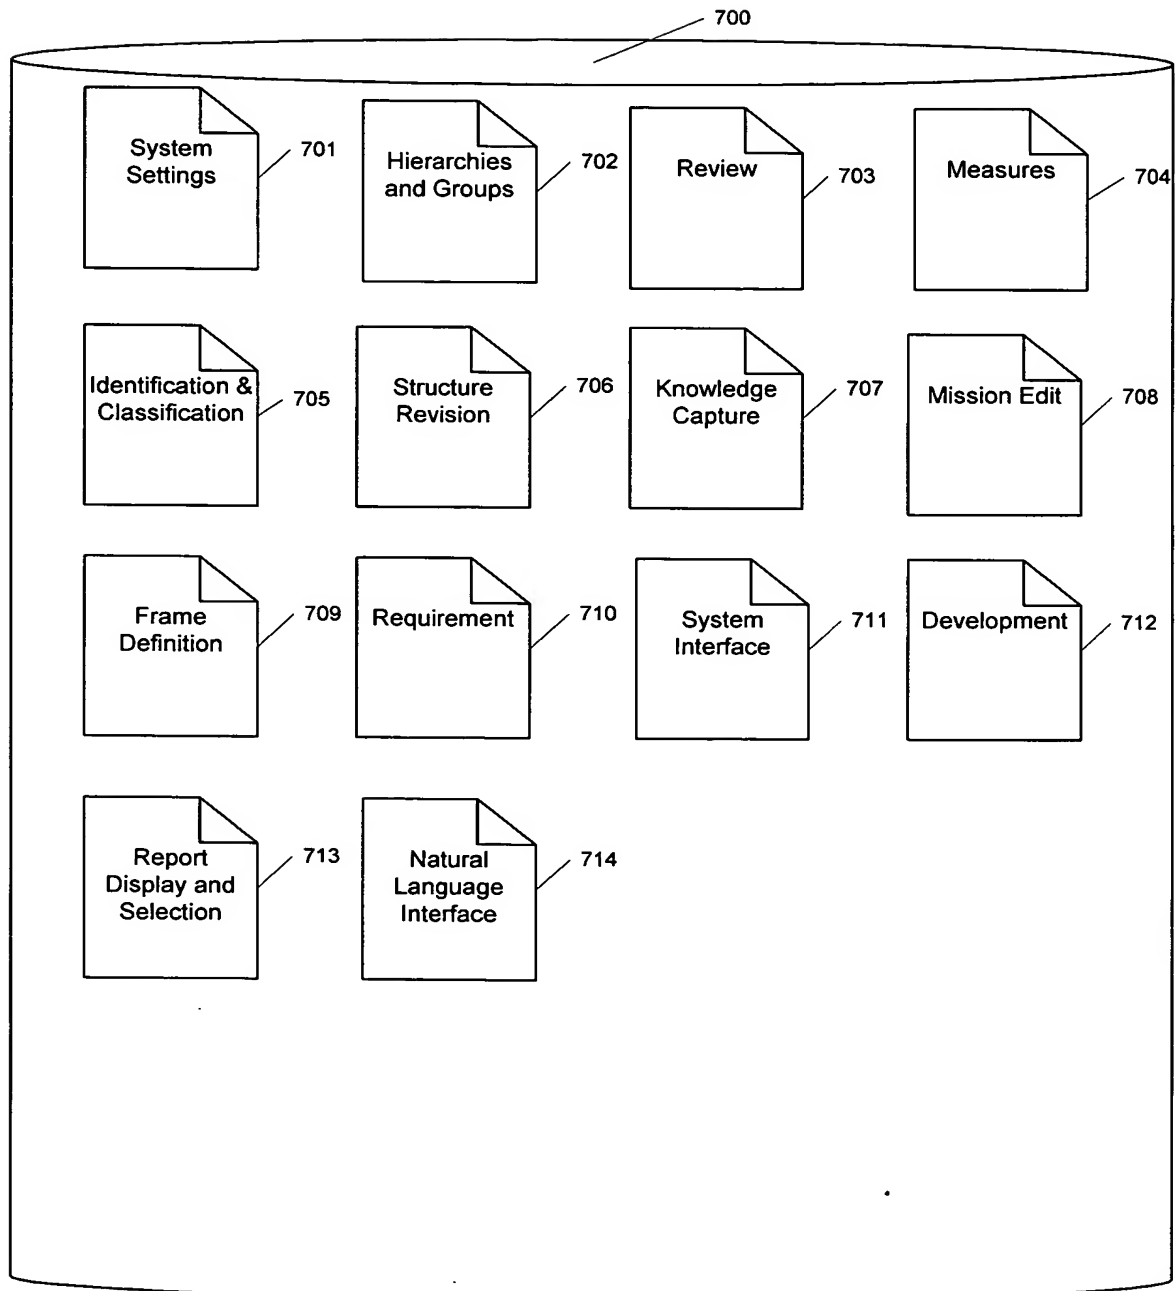 700
System
Settings
701
Hierarchies
and Groups
702
Review
703
Measures
704
Identification &
Classification
705
Structure
Revision
706
Knowledge
Capture
707
Mission Edit
708
Frame
Definition
709
Requirement
710
System
Interface
711
Development
712
Report
Display and
Selection
713
Natural
Language
Interface
714